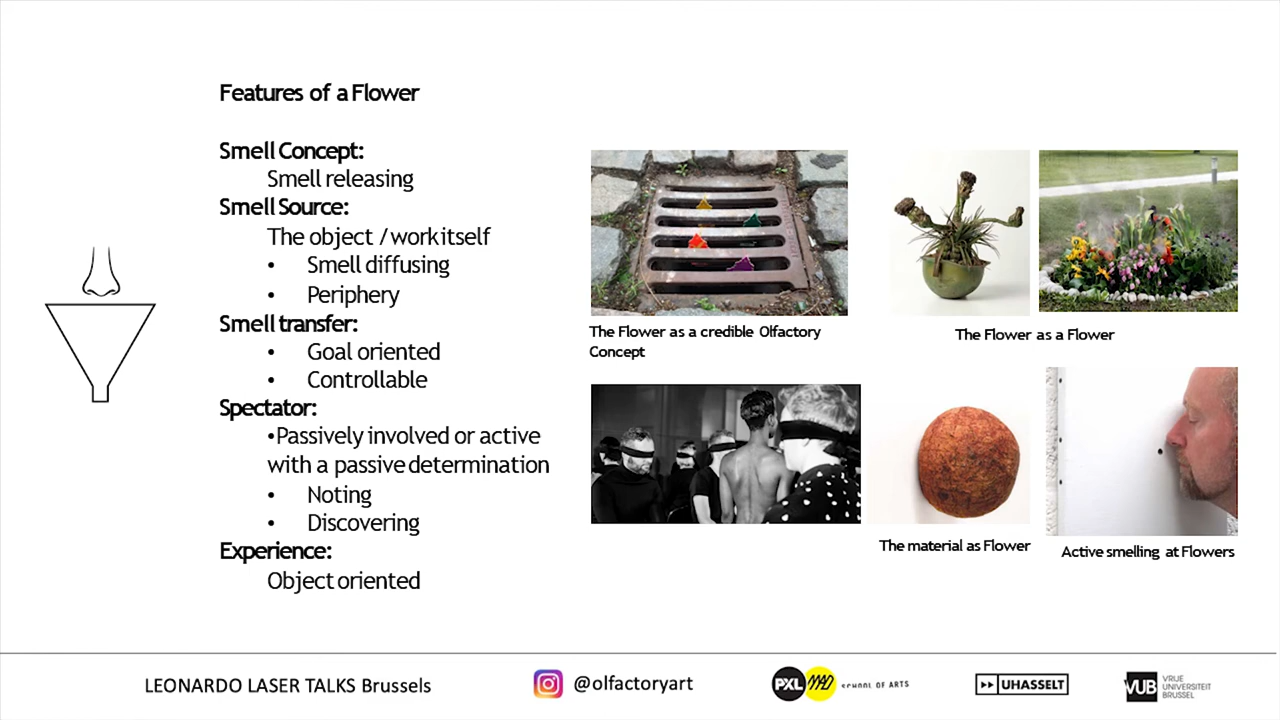 Features of a Flower
Smell Concept:
Smell releasing
Smell Source:
The object / work itself
• Smell diffusing
• Periphery
Smell transfer:
• Goal oriented
• Controllable
Spectator:
•Passively involved or active
with a passive determination
• Noting
• Discovering
Experience:
Object oriented
The Flower as a credible Olfactory
Concept
The Flower as a Flower
The material as Flower
Active smelling at Flowers
LEONARDO LASER TALKS Brussels
@olfactoryart
PXL MAD SCHOOL OF ARTS
UHASSELT
VUB VRIJE
UNIVERSITEIT
BRUSSEL